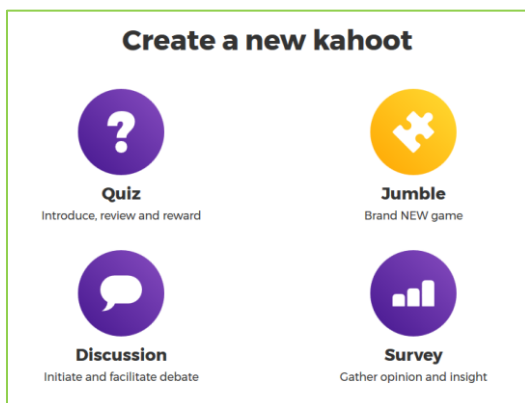 Create a new kahoot
?
Quiz
Introduce, review and reward
Jumble
Brand NEW game
Discussion
Initiate and facilitate debate
Survey
Gather opinion and insight